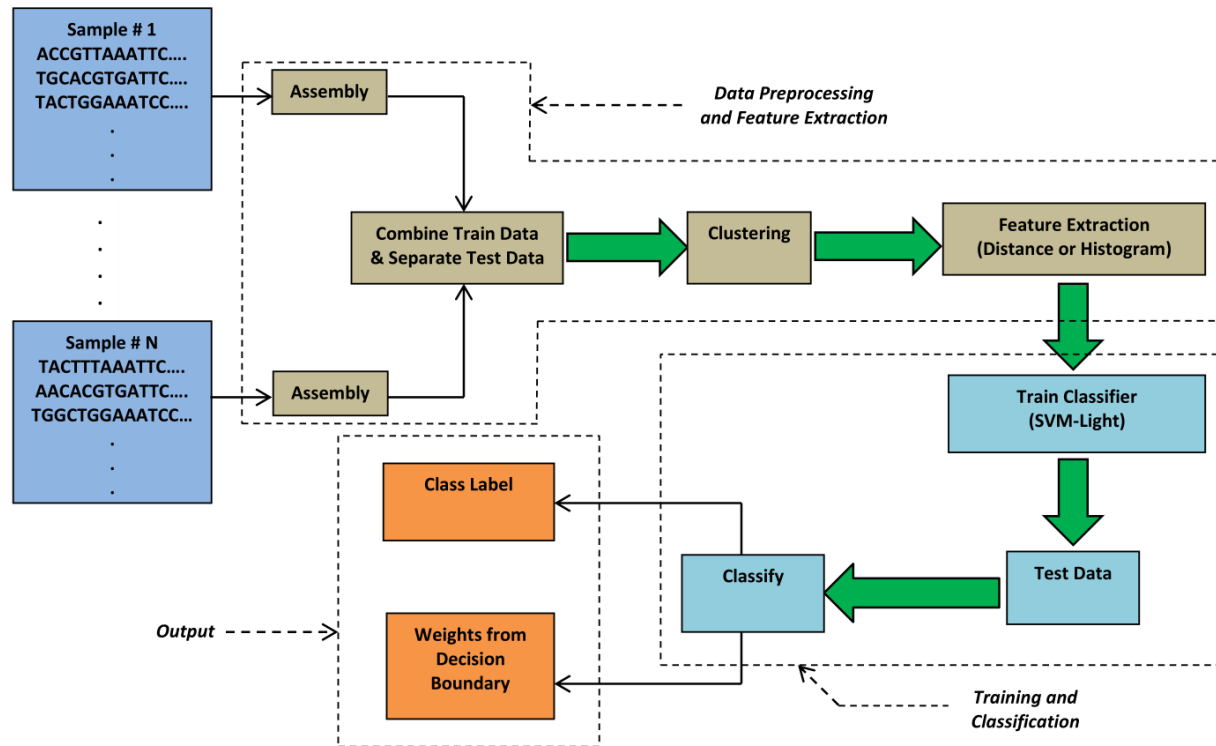 Sample # 1
ACCGTTAAATTC....
TGCACGTGATTC....
TACTGGAAATCC....
.
.
.
.
.
.
.
Sample # N
TACTTTAAATTC....
AACACGTGATTC....
TGGCTGGAAATCC...
.
.
.
Assembly
Assembly
Data Preprocessing
and Feature Extraction
Combine Train Data
& Separate Test Data
Clustering
Feature Extraction
(Distance or Histogram)
Train Classifier
(SVM-Light)
Test Data
Classify
Class Label
Weights from
Decision
Boundary
Output
Training and
Classification